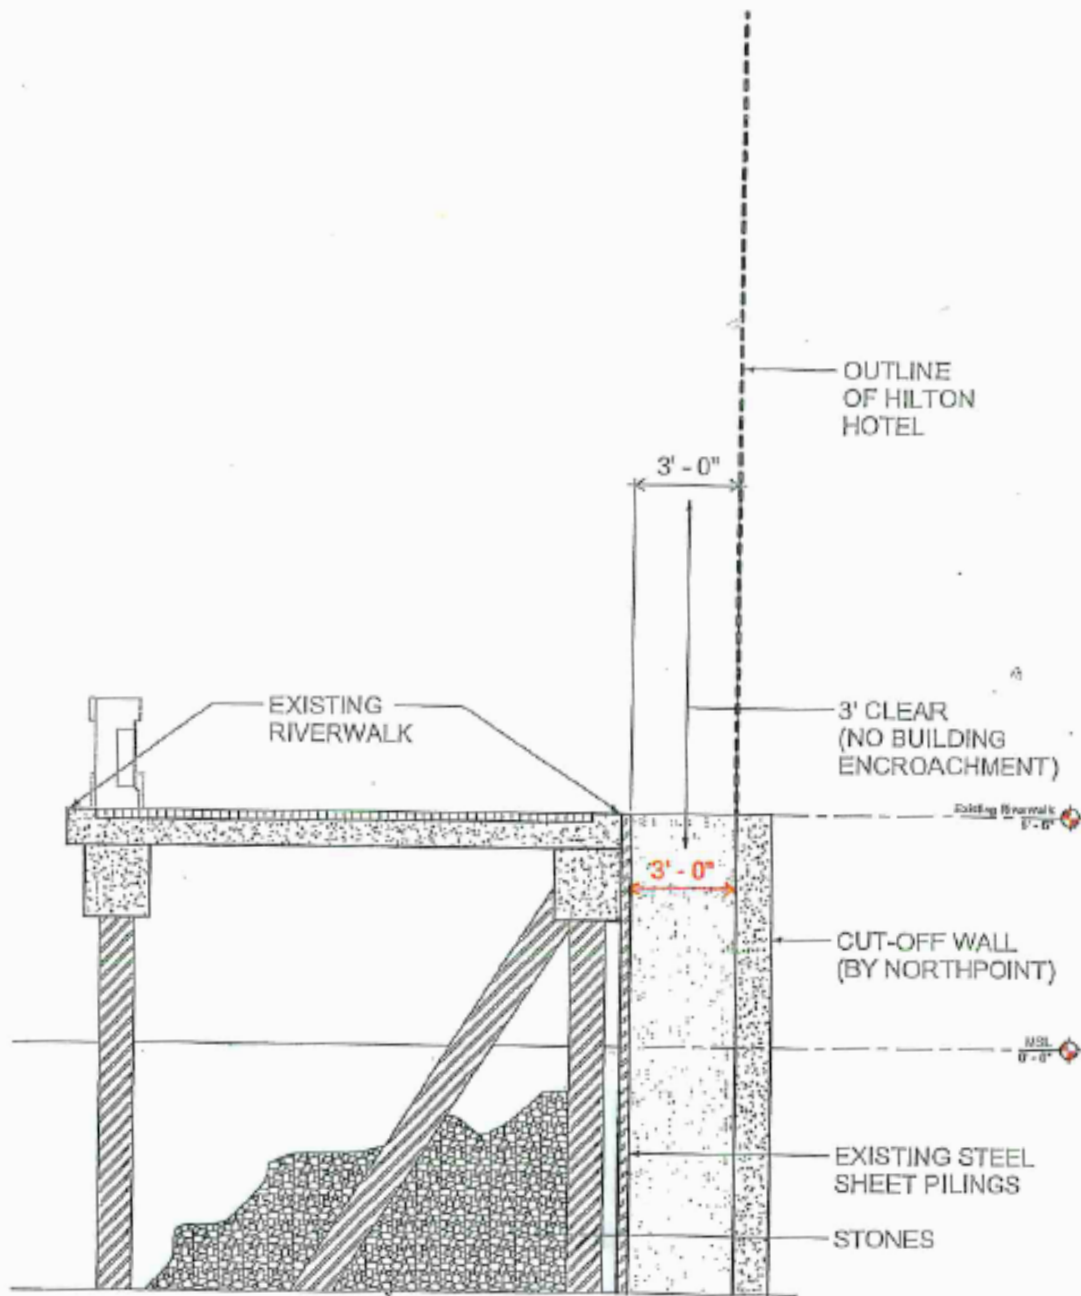 OUTLINE
OF HILTON
HOTEL
3' - 0"
EXISTING
RIVERWALK
3' CLEAR
(NO BUILDING
ENCROACHMENT)
Existing Riverwalk
3' - 0"
CUT-OFF WALL
(BY NORTHPOINT)
MSL
0' - 0"
EXISTING STEEL
SHEET PILINGS
STONES